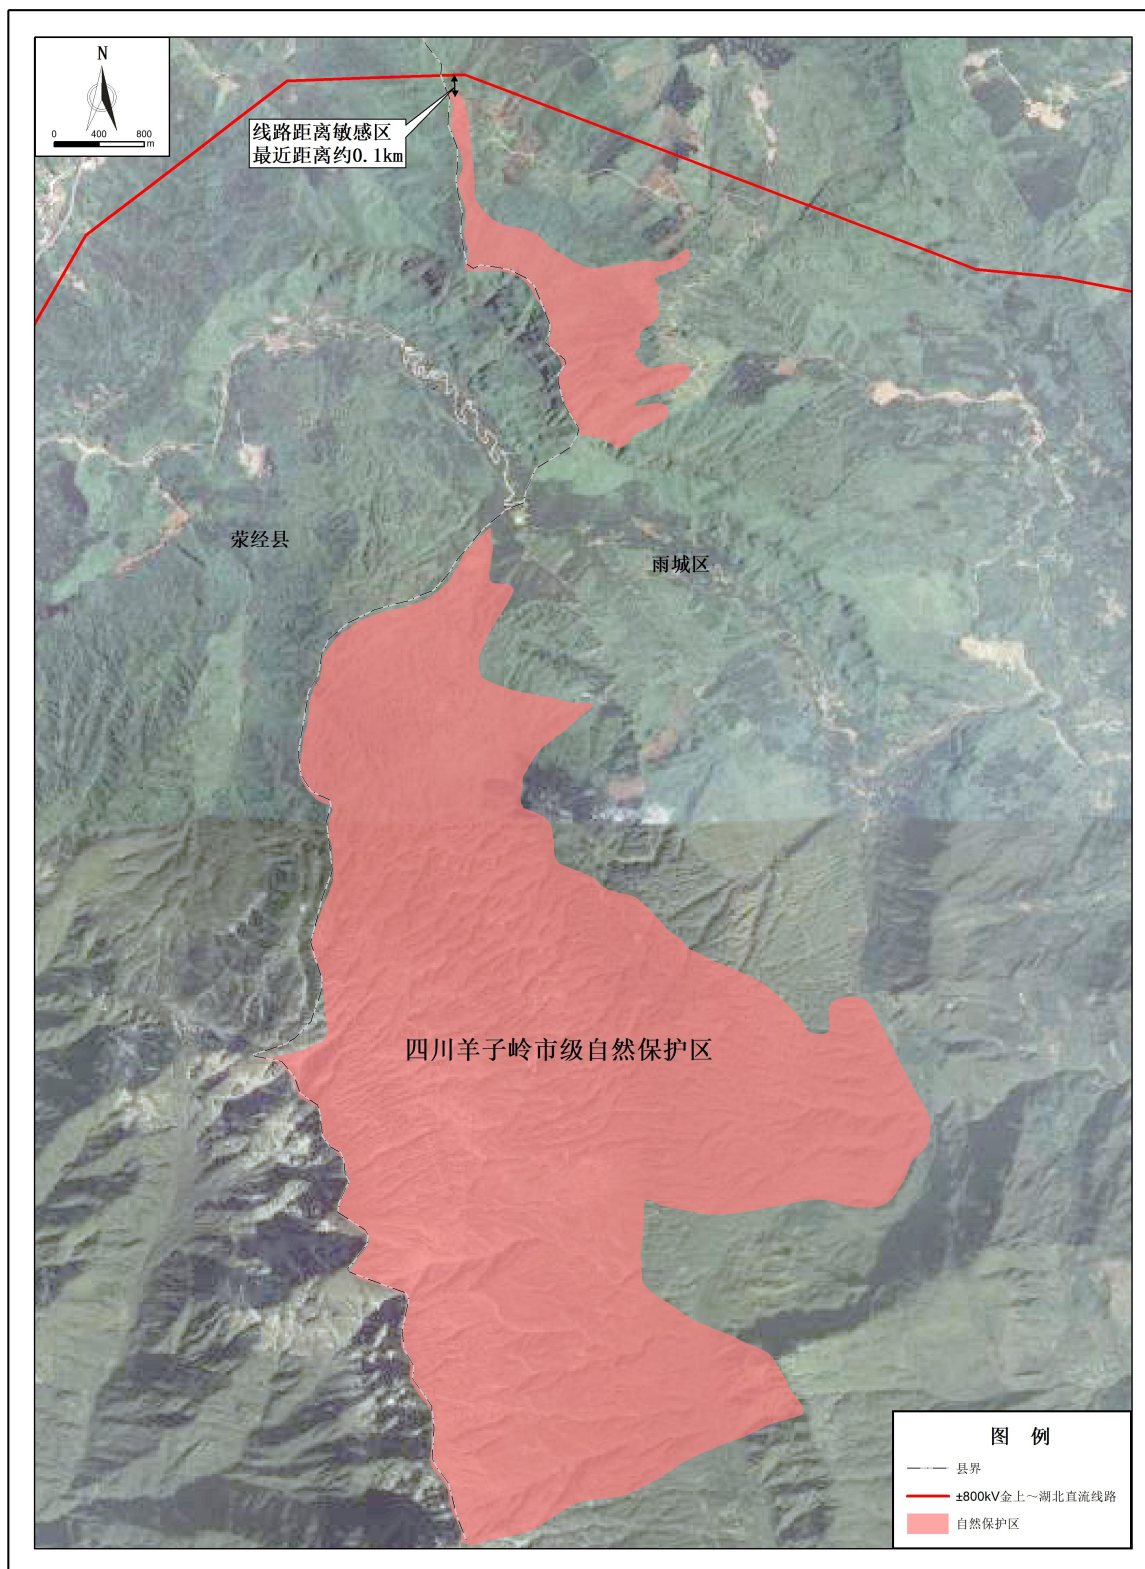 N
0 400 800
m
线路距离敏感区
最近距离约0.1km
荥经县
雨城区
四川羊子岭市级自然保护区
图 例
县界
±800kV金上～湖北直流线路
自然保护区